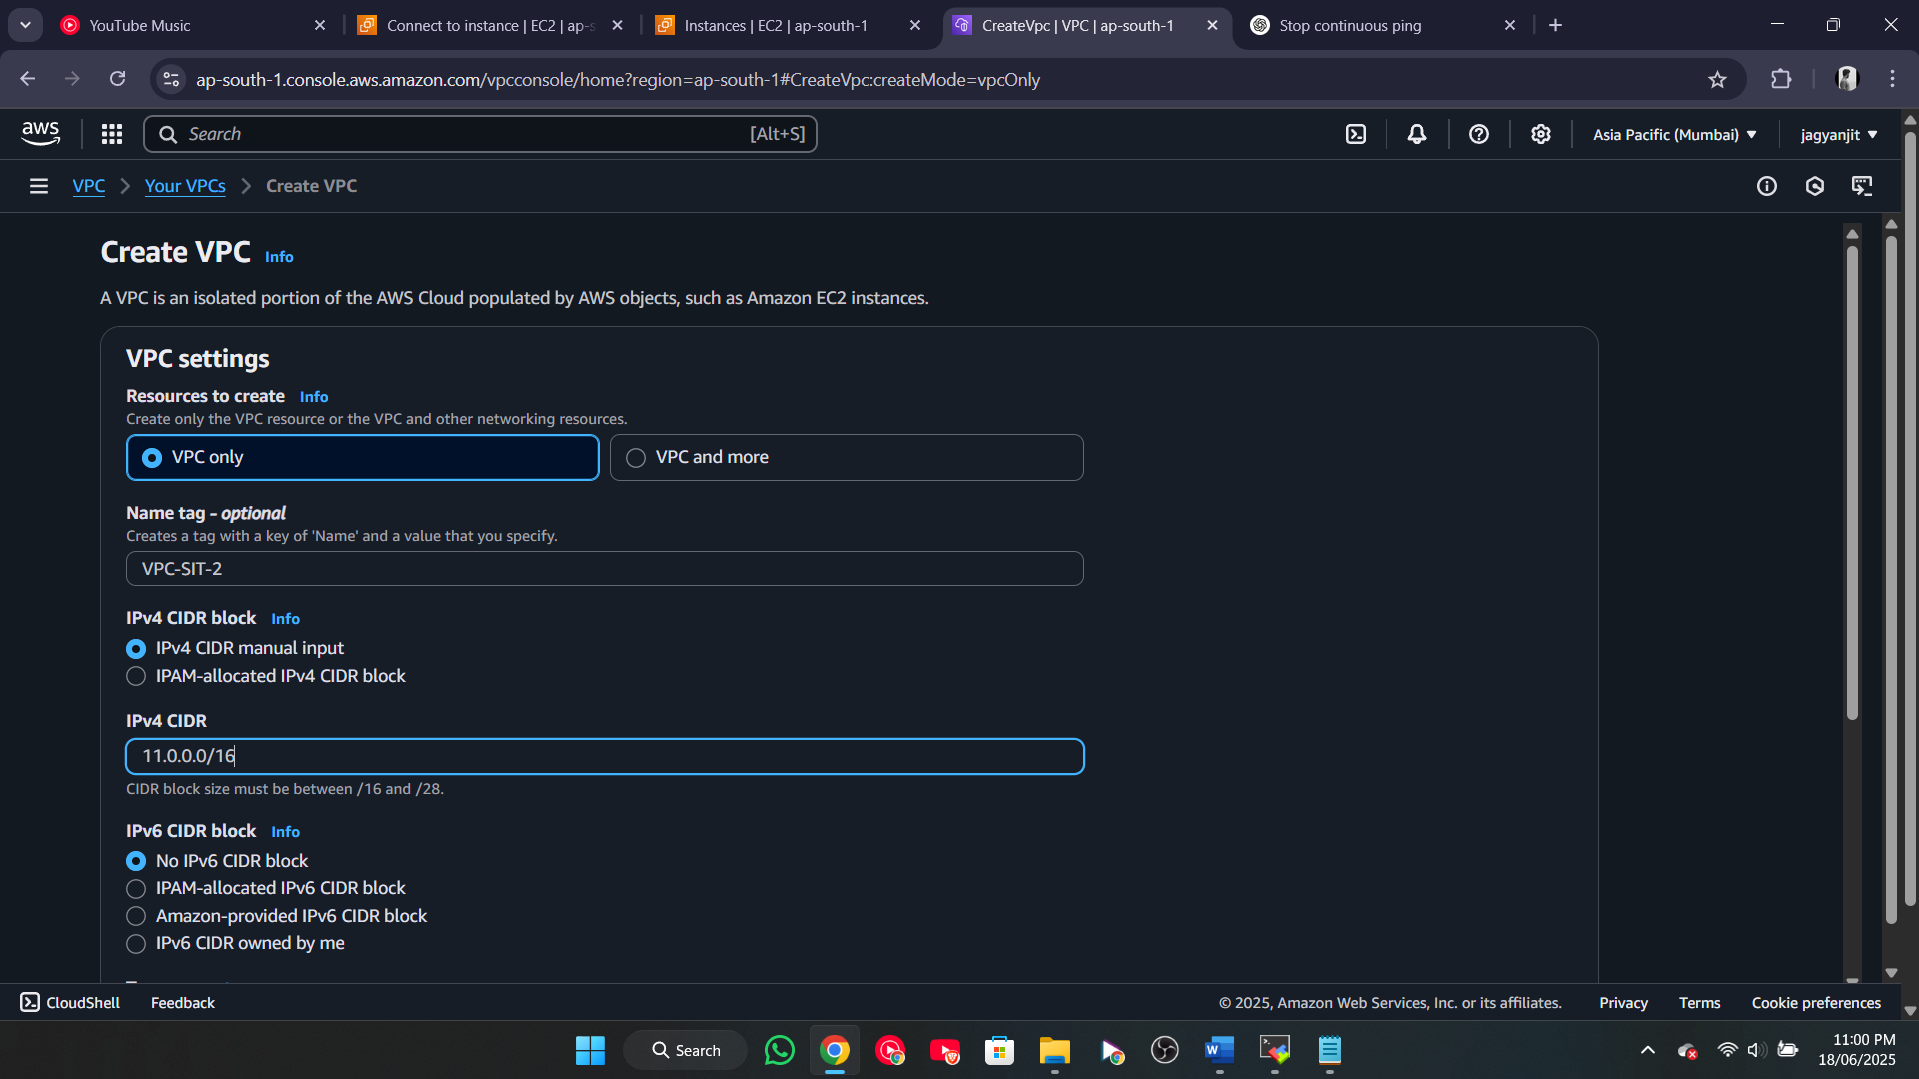 YouTube Music
Connect to instance | EC2 | ap-s
Instances | EC2 | ap-south-1
CreateVpc | VPC | ap-south-1
Stop continuous ping
ap-south-1.console.aws.amazon.com/vpcconsole/home?region=ap-south-1#CreateVpc:createMode=vpcOnly
aws
Search
[Alt+S]
Asia Pacific (Mumbai)
jagyanjit
VPC
Your VPCs
Create VPC
Create VPC Info
A VPC is an isolated portion of the AWS Cloud populated by AWS objects, such as Amazon EC2 instances.
VPC settings
Resources to create Info
Create only the VPC resource or the VPC and other networking resources.
VPC only
VPC and more
Name tag - optional
Creates a tag with a key of 'Name' and a value that you specify.
VPC-SIT-2
IPv4 CIDR block Info
IPv4 CIDR manual input
IPAM-allocated IPv4 CIDR block
IPv4 CIDR
11.0.0.0/16
CIDR block size must be between /16 and /28.
IPv6 CIDR block Info
No IPv6 CIDR block
IPAM-allocated IPv6 CIDR block
Amazon-provided IPv6 CIDR block
IPv6 CIDR owned by me
CloudShell
Feedback
© 2025, Amazon Web Services, Inc. or its affiliates.
Privacy
Terms
Cookie preferences
Search
11:00 PM
18/06/2025